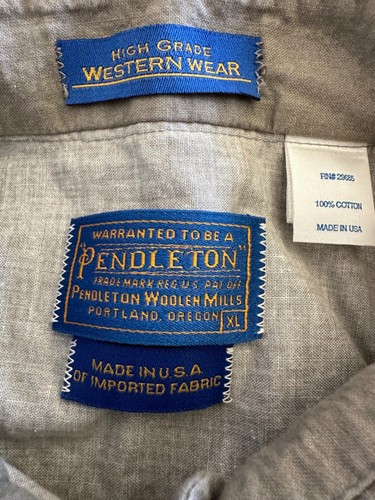 HIGH GRADE
WESTERN WEAR
RN# 29685
100% COTTON
MADE IN USA
WARRANTED TO BE A
"PENDLETON"
TRADE MARK REG. U.S. PAT. OFF.
PENDLETON WOOLEN MILLS
PORTLAND, OREGON
XL
MADE IN U.S.A.
OF IMPORTED FABRIC